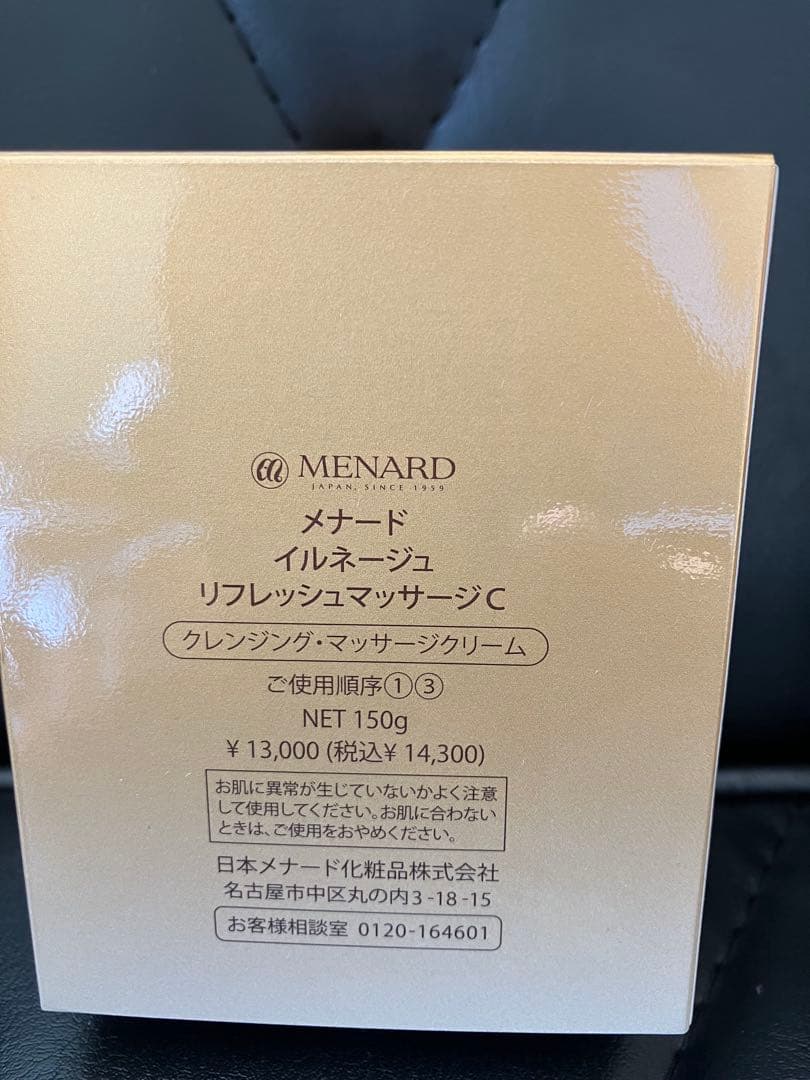 MENARD
JAPAN, SINCE 1959
メナード
イルネージュ
リフレッシュマッサージC
クレンジング・マッサージクリーム
ご使用順序①③
NET 150g
¥13,000 (税込¥14,300)
お肌に異常が生じていないかよく注意
して使用してください。お肌に合わない
ときは、ご使用をおやめください。
日本メナード化粧品株式会社
名古屋市中区丸の内3-18-15
お客様相談室 0120-164601